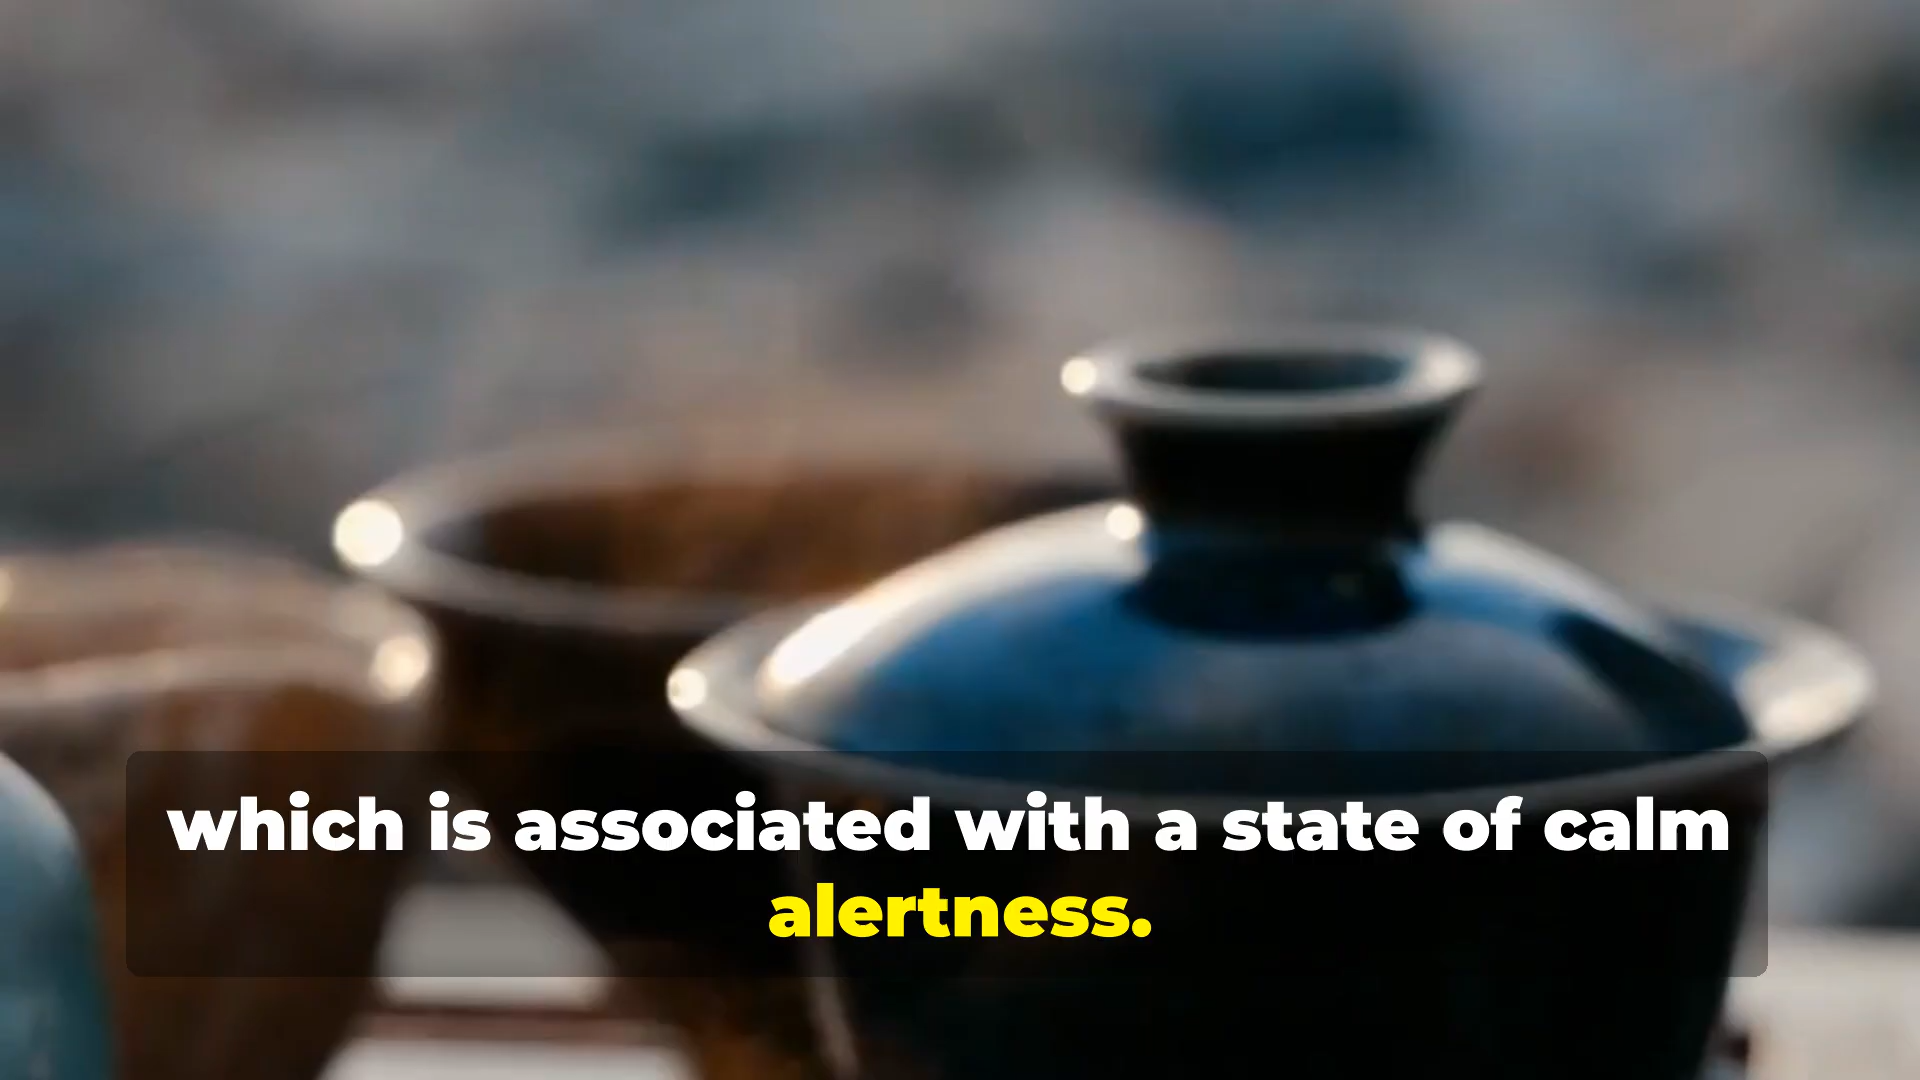 which is associated with a state of calm
alertness.